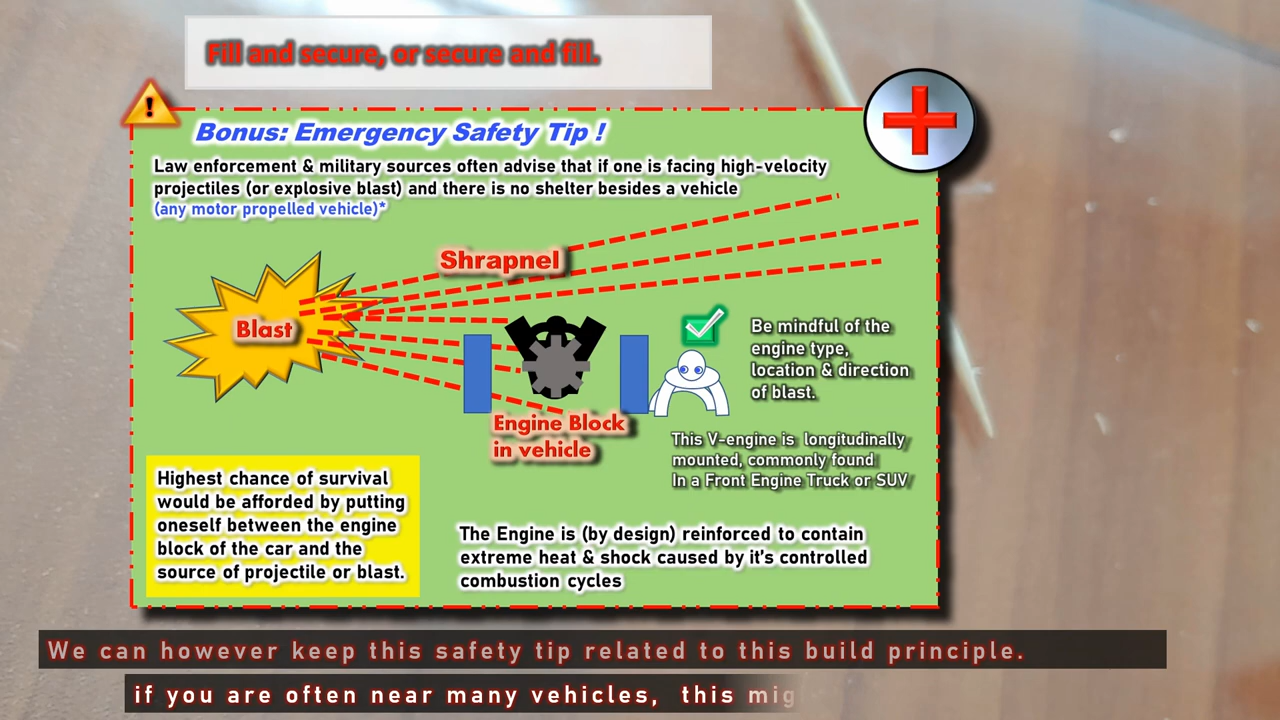 Fill and secure, or secure and fill.
!
Bonus: Emergency Safety Tip !
Law enforcement & military sources often advise that if one is facing high-velocity
projectiles (or explosive blast) and there is no shelter besides a vehicle
(any motor propelled vehicle)*
Shrapnel
Blast
Be mindful of the
engine type,
location & direction
of blast.
Engine Block
in vehicle
This V-engine is longitudinally
mounted, commonly found
In a Front Engine Truck or SUV
Highest chance of survival
would be afforded by putting
oneself between the engine
block of the car and the
source of projectile or blast.
The Engine is (by design) reinforced to contain
extreme heat & shock caused by it's controlled
combustion cycles
We can however keep this safety tip related to this build principle.
if you are often near many vehicles, this mig